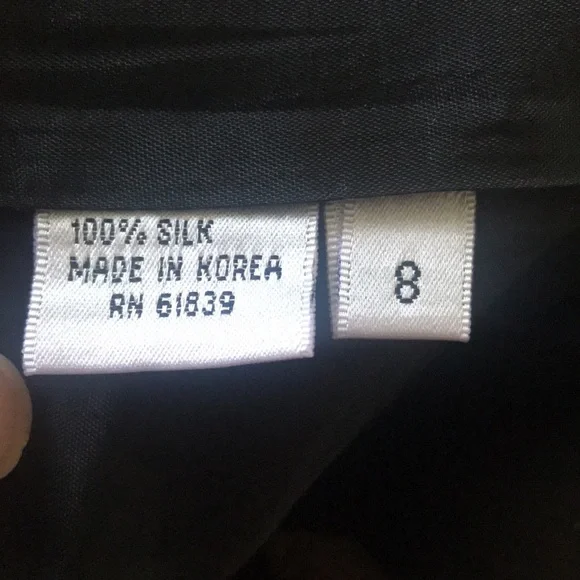 100% SILK
MADE IN KOREA
RN 61839
8